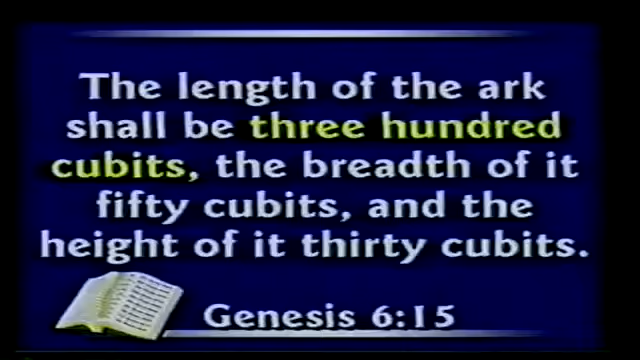 The length of the ark
shall be three hundred
cubits, the breadth of it
fifty cubits, and the
height of it thirty cubits.
Genesis 6:15